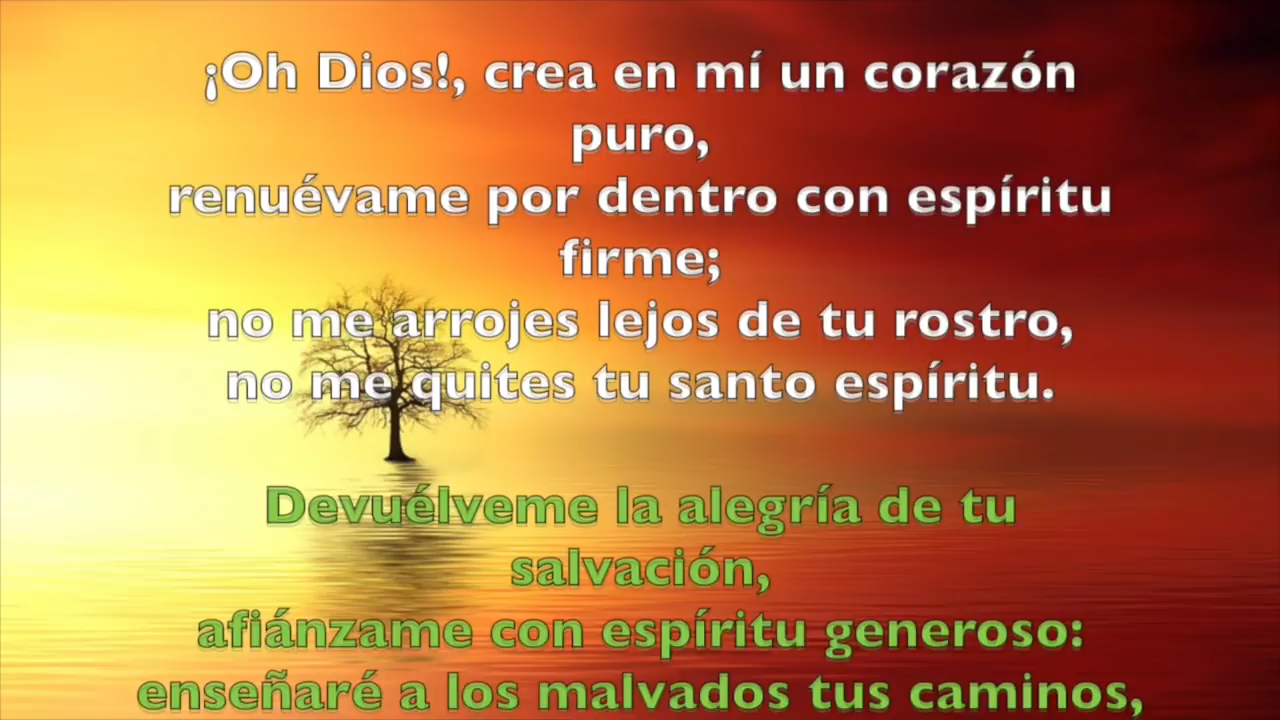 ¡Oh Dios!, crea en mí un corazón
puro,
renuévame por dentro con espíritu
firme;
no me arrojes lejos de tu rostro,
no me quites tu santo espíritu.
Devuélveme la alegría de tu
salvación,
afiánzame con espíritu generoso:
enseñaré a los malvados tus caminos,